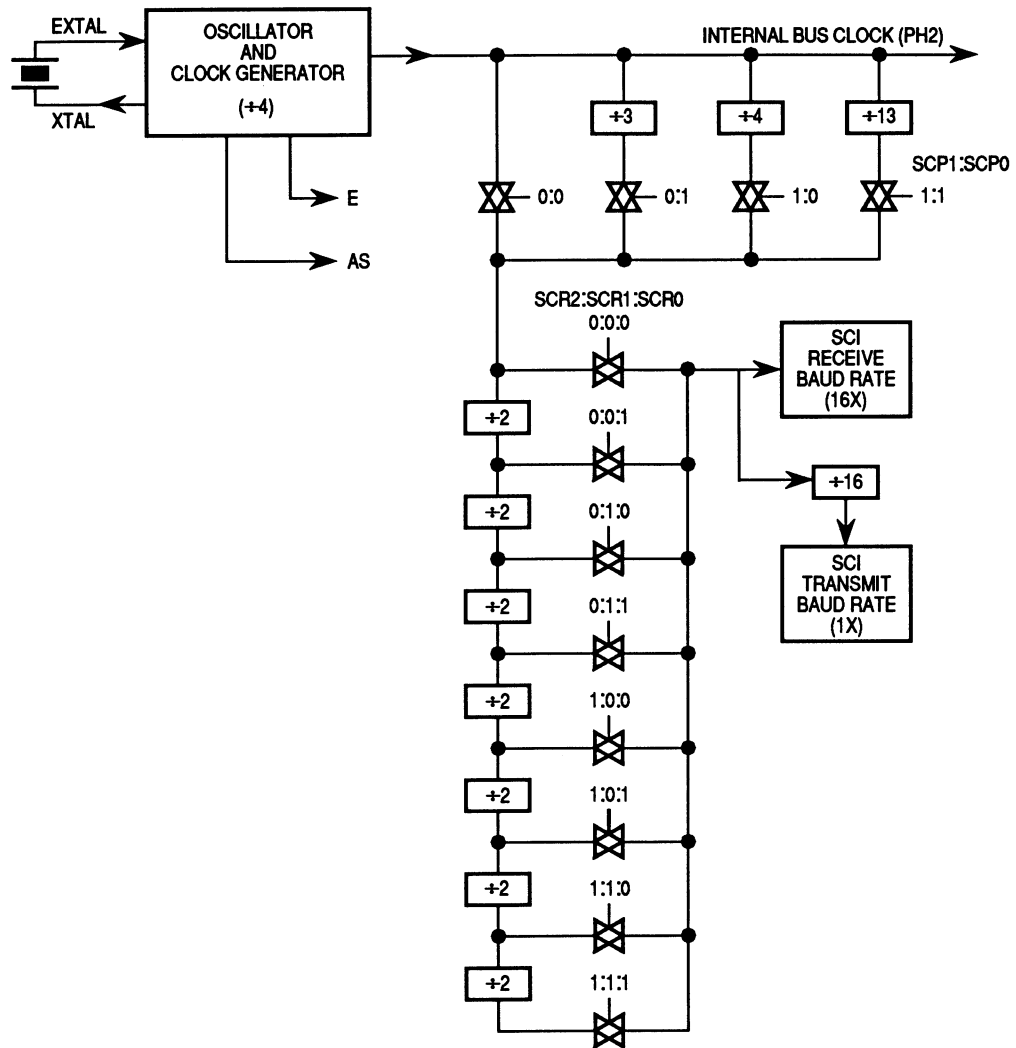 EXTAL
XTAL
OSCILLATOR
AND
CLOCK GENERATOR
(÷4)
E
AS
INTERNAL BUS CLOCK (PH2)
÷3
÷4
÷13
SCP1:SCP0
0:0
0:1
1:0
1:1
SCR2:SCR1:SCR0
0:0:0
SCI
RECEIVE
BAUD RATE
(16X)
÷2
0:0:1
÷16
÷2
0:1:0
SCI
TRANSMIT
BAUD RATE
(1X)
÷2
0:1:1
÷2
1:0:0
÷2
1:0:1
÷2
1:1:0
÷2
1:1:1